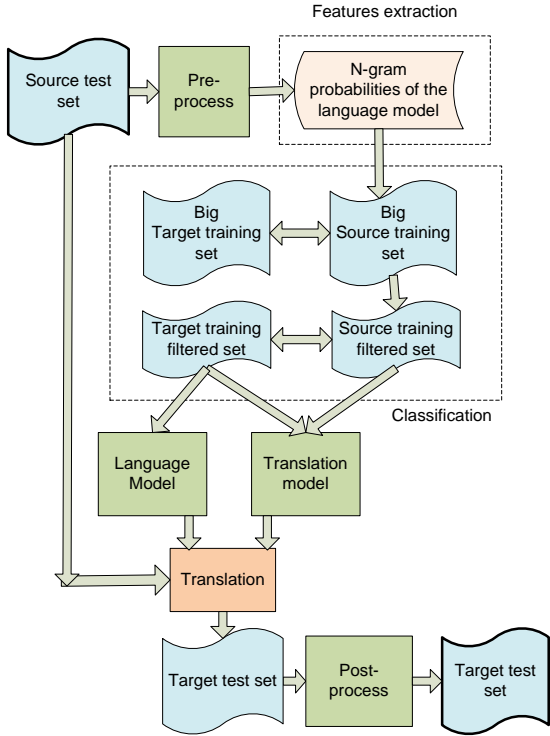 Features extraction
Source test
set
Pre-
process
N-gram
probabilities of the
language model
Big
Target training
set
Big
Source training
set
Target training
filtered set
Source training
filtered set
Classification
Language
Model
Translation
model
Translation
Target test set
Post-
process
Target test
set